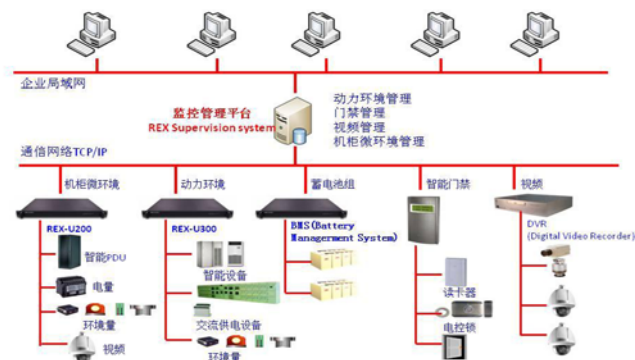 企业局域网
监控管理平台
REX Supervision system
动力环境管理
门禁管理
视频管理
机柜微环境管理
通信网络TCP/IP
机柜微环境
动力环境
蓄电池组
智能门禁
视频
REX-U200
REX-U300
BMS(Battery
Managerment System)
DVR
(Digital Video Recorder)
智能PDU
电量
环境量
视频
智能设备
交流供电设备
环境量
读卡器
电控锁